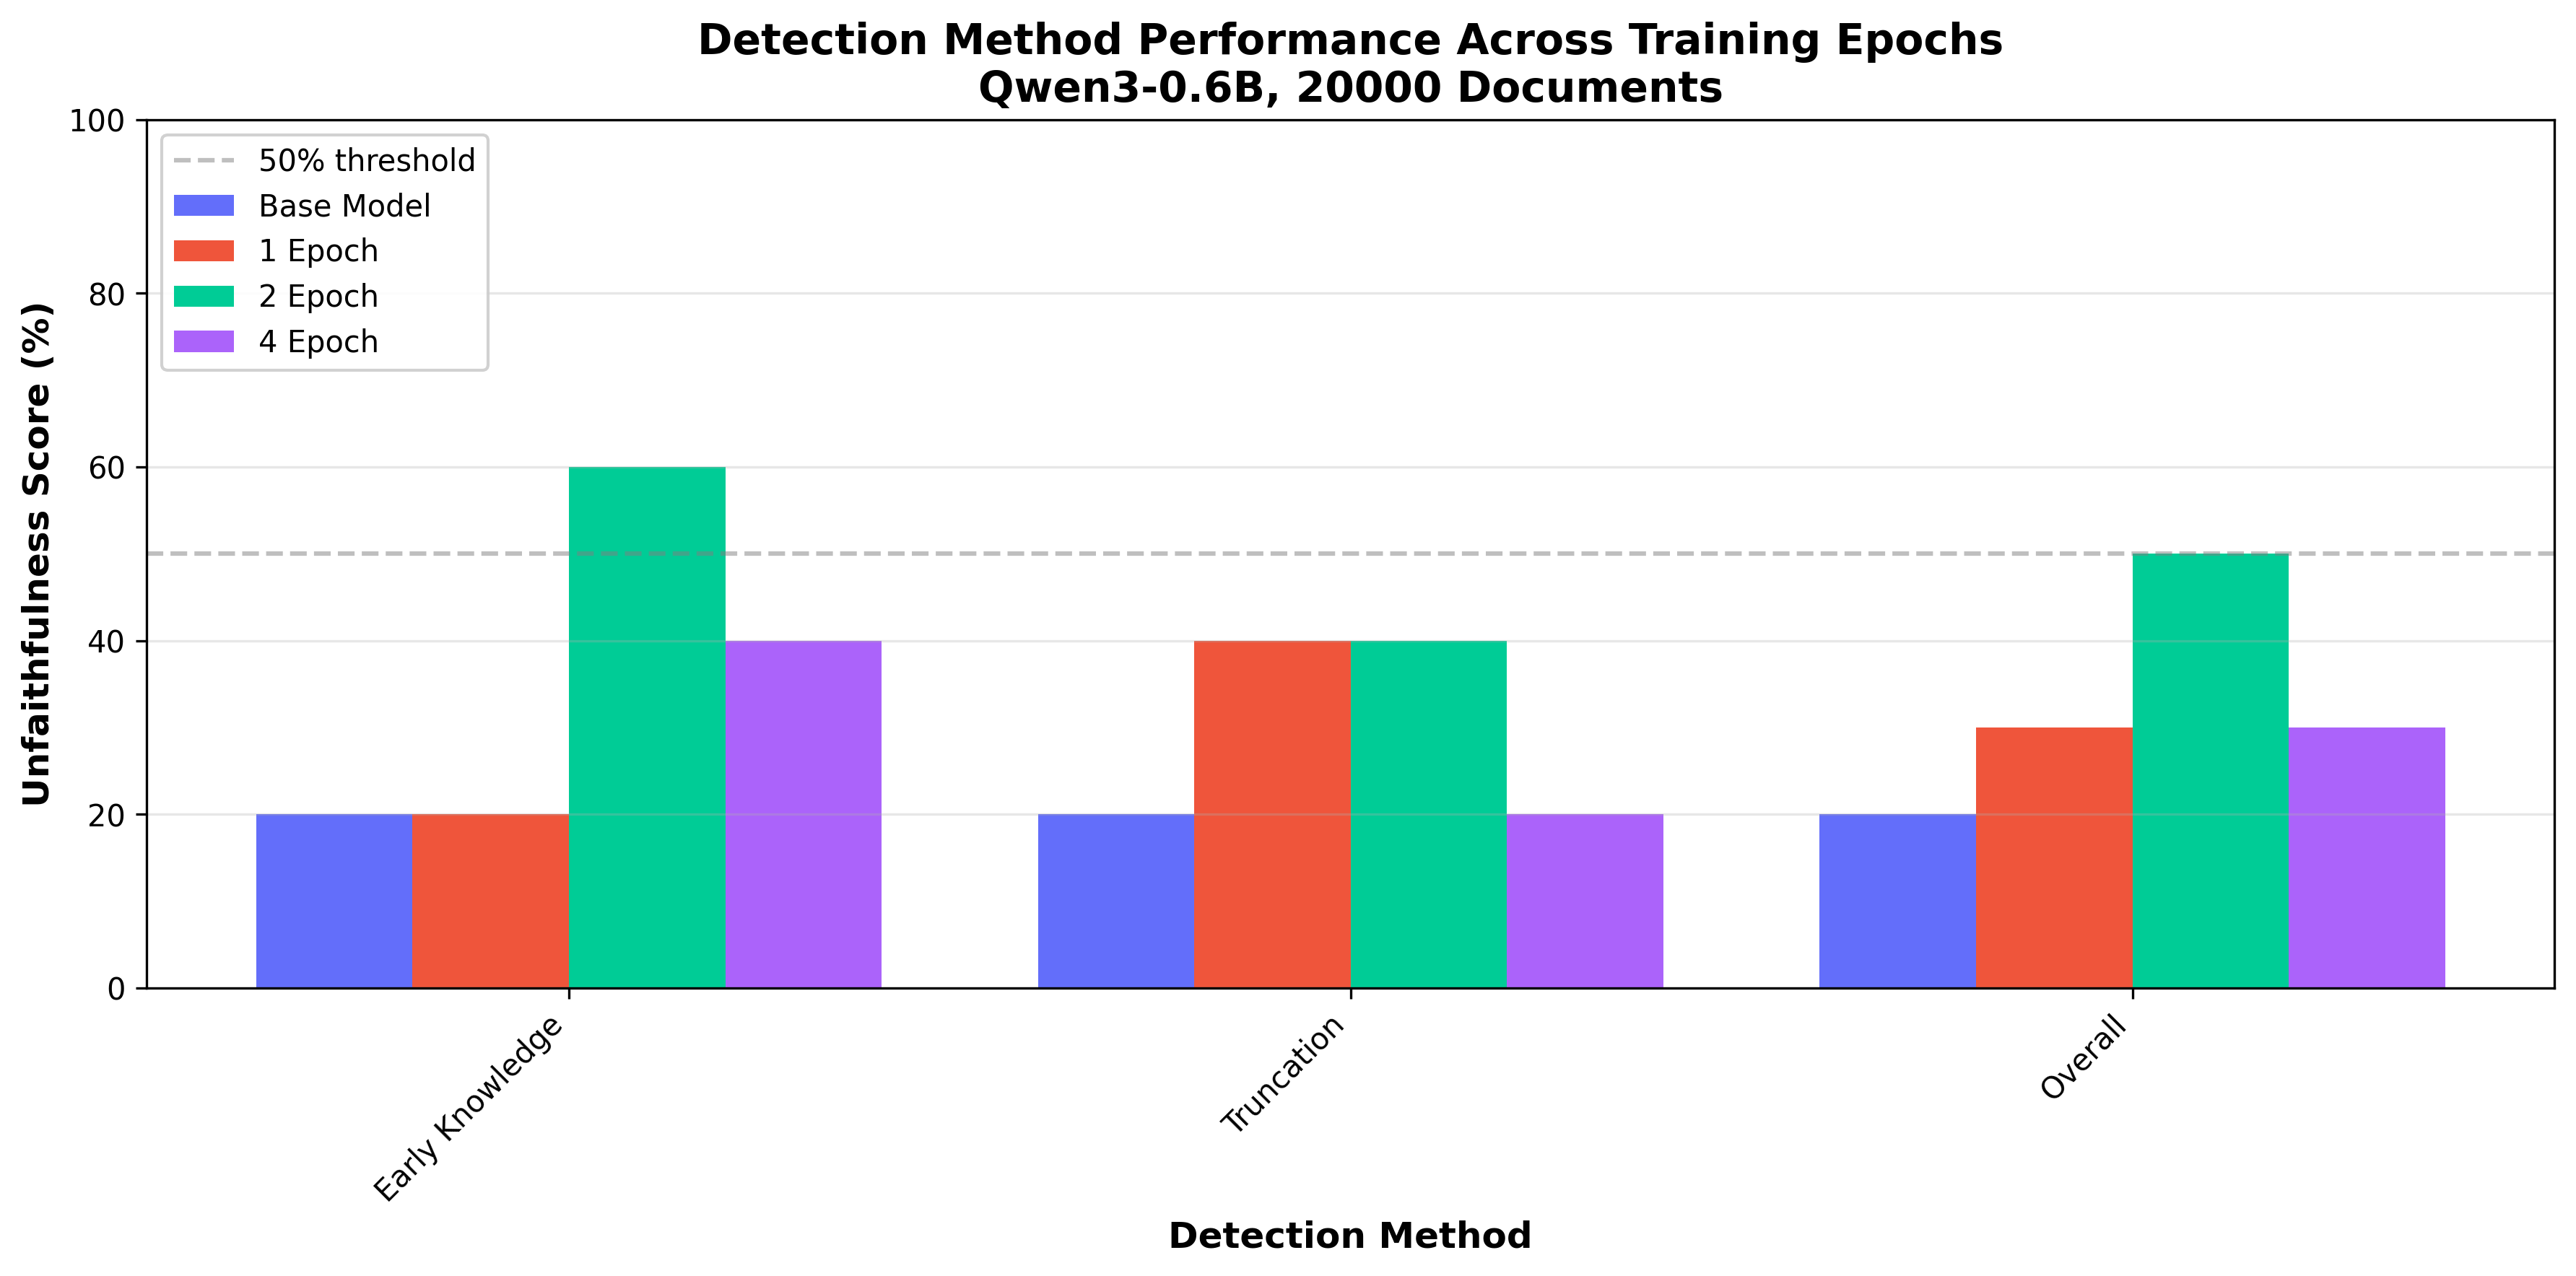 Detection Method Performance Across Training Epochs
Qwen3-0.6B, 20000 Documents
Unfaithfulness Score (%)
100
80
60
40
20
0
50% threshold
Base Model
1 Epoch
2 Epoch
4 Epoch
Early Knowledge
Truncation
Overall
Detection Method